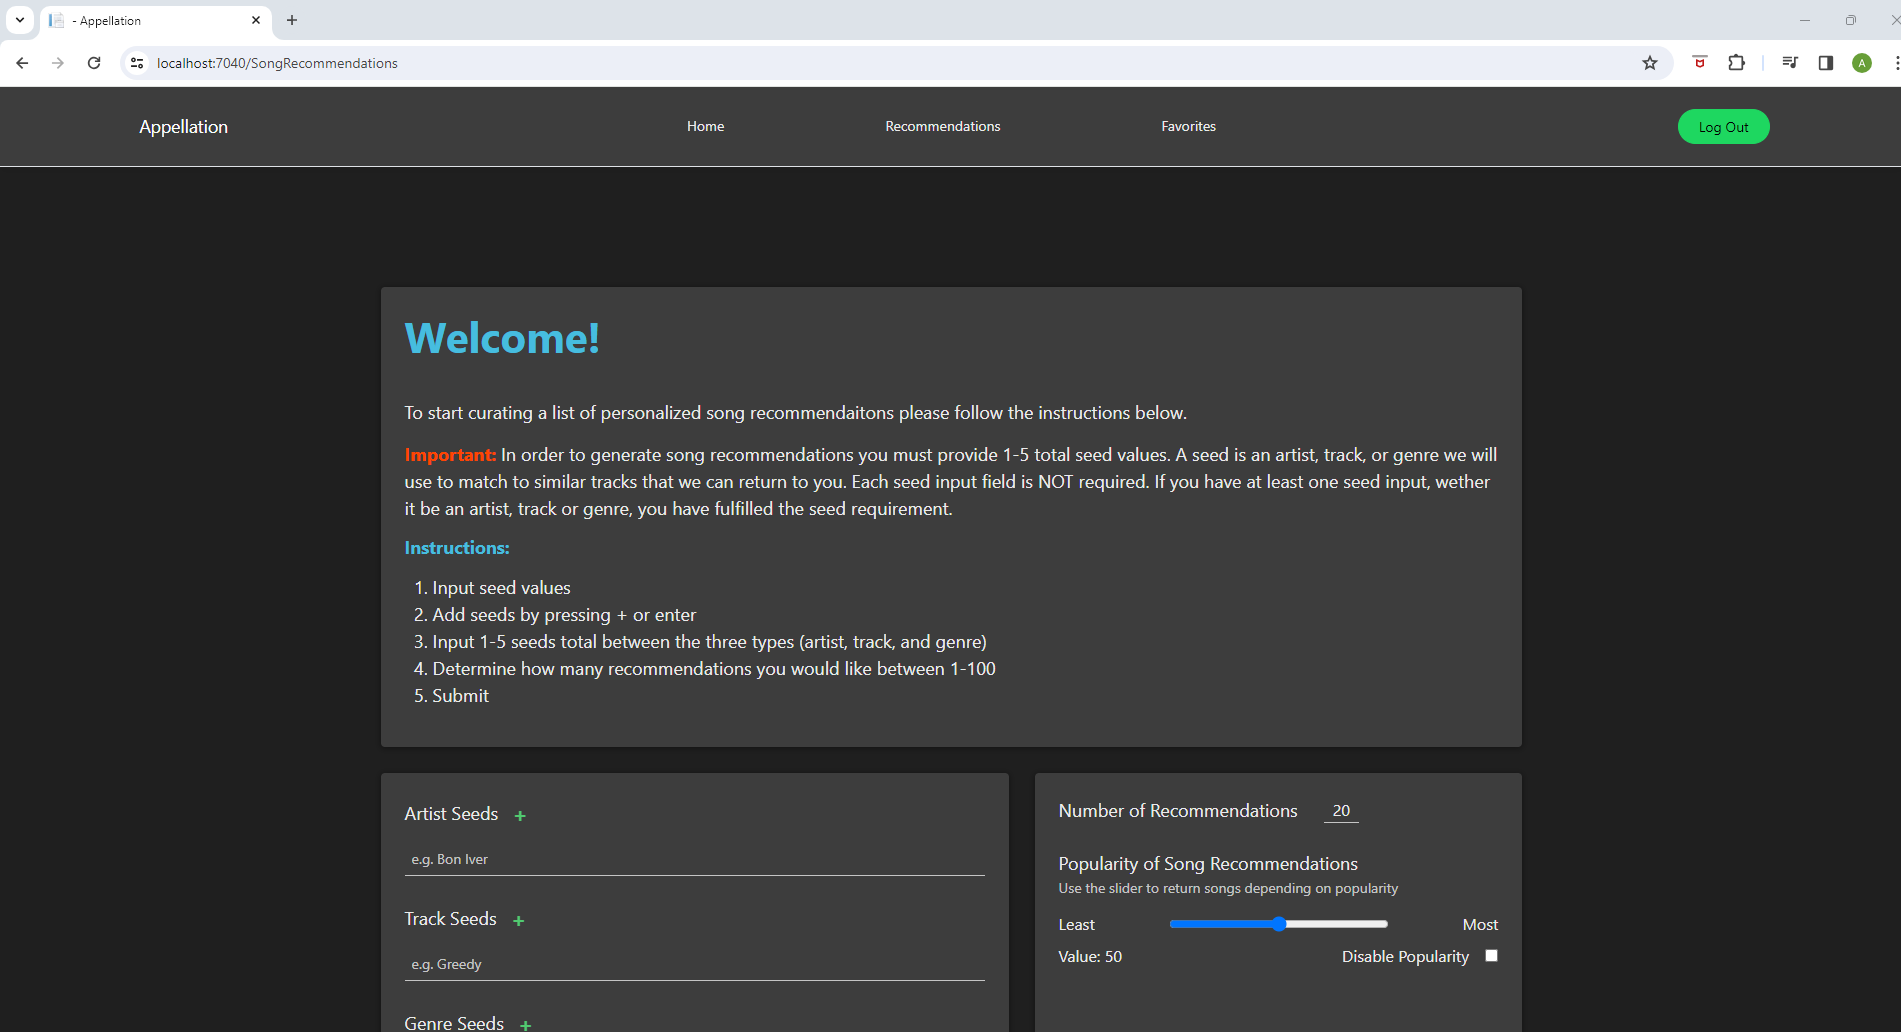 - Appellation
localhost:7040/SongRecommendations
A
Appellation
Home
Recommendations
Favorites
Log Out
Welcome!
To start curating a list of personalized song recommendaitons please follow the instructions below.
Important: In order to generate song recommendations you must provide 1-5 total seed values. A seed is an artist, track, or genre we will
use to match to similar tracks that we can return to you. Each seed input field is NOT required. If you have at least one seed input, wether
it be an artist, track or genre, you have fulfilled the seed requirement.
Instructions:
1. Input seed values
2. Add seeds by pressing + or enter
3. Input 1-5 seeds total between the three types (artist, track, and genre)
4. Determine how many recommendations you would like between 1-100
5. Submit
Artist Seeds +
e.g. Bon Iver
Track Seeds +
e.g. Greedy
Genre Seeds +
Number of Recommendations 20
Popularity of Song Recommendations
Use the slider to return songs depending on popularity
Least Most
Value: 50 Disable Popularity